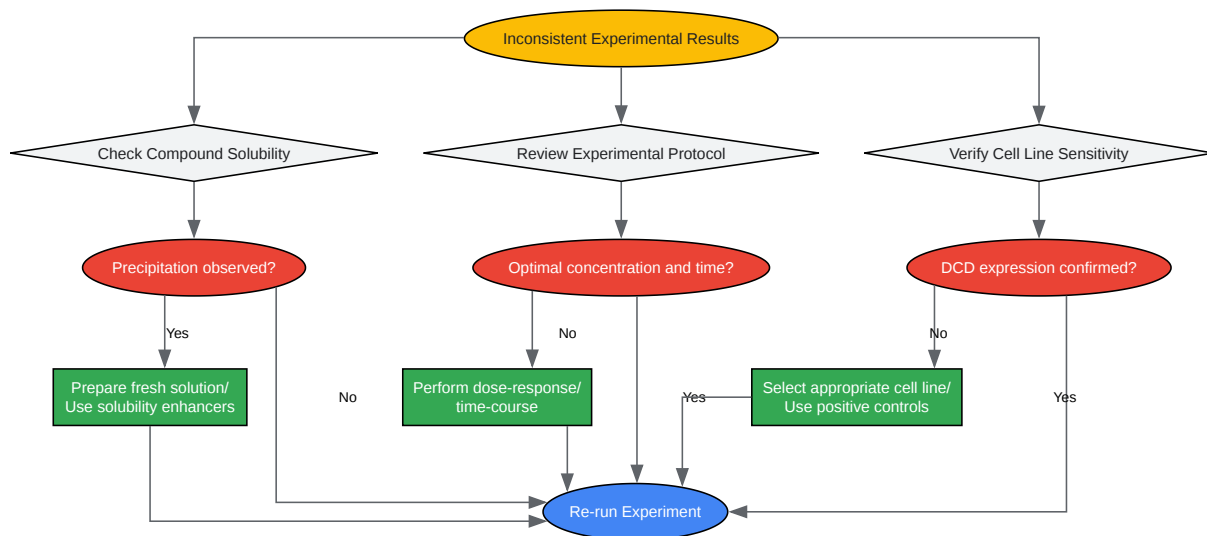 Inconsistent Experimental Results
Check Compound Solubility
Review Experimental Protocol
Verify Cell Line Sensitivity
Precipitation observed?
Optimal concentration and time?
DCD expression confirmed?
Yes
No
No
Prepare fresh solution/
Use solubility enhancers
No
Perform dose-response/
time-course
Yes
Select appropriate cell line/
Use positive controls
Yes
Re-run Experiment